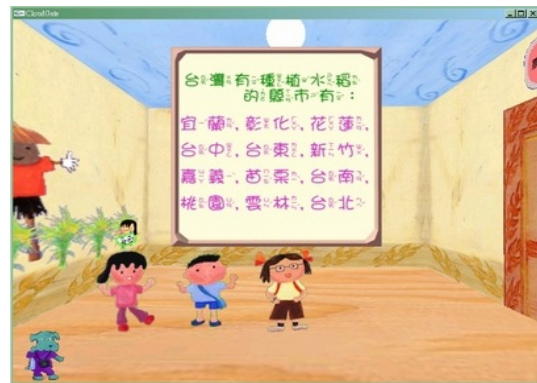 CloudGate
台灣有種植水稻
的縣市有：
宜蘭，彰化，花蓮，
台中，台東，新竹，
嘉義，苗栗，台南，
桃園，雲林，台北